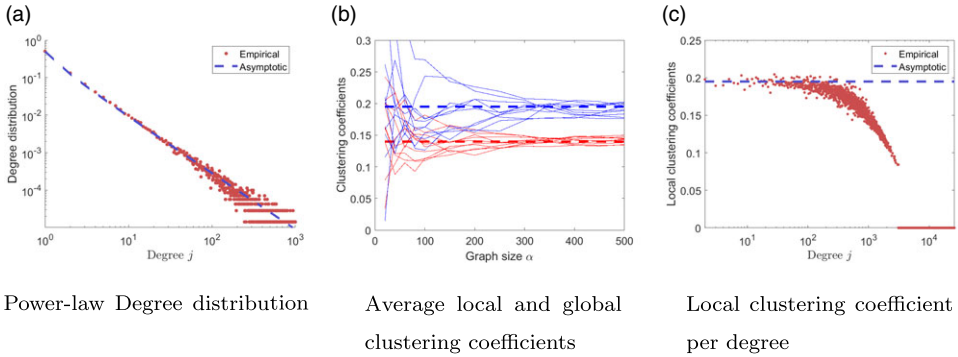 (a)
10^0
10^-1
10^-2
10^-3
10^-4
Degree distribution
Empirical
Asymptotic
10^0
10^1
10^2
10^3
Degree j
(b)
0.3
0.25
0.2
0.15
0.1
0.05
0
Clustering coefficients
100
200
300
400
500
Graph size α
(c)
0.25
0.2
0.15
0.1
0.05
0
Local clustering coefficients
Empirical
Asymptotic
10^1
10^2
10^3
10^4
Degree j
Power-law Degree distribution
Average local and global
clustering coefficients
Local clustering coefficient
per degree